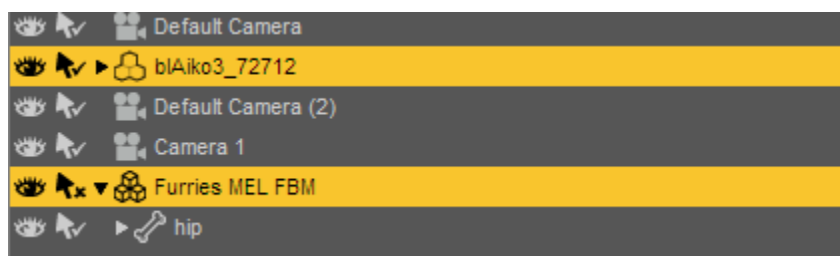 Default Camera
blAiko3_72712
Default Camera (2)
Camera 1
Furries MEL FBM
hip